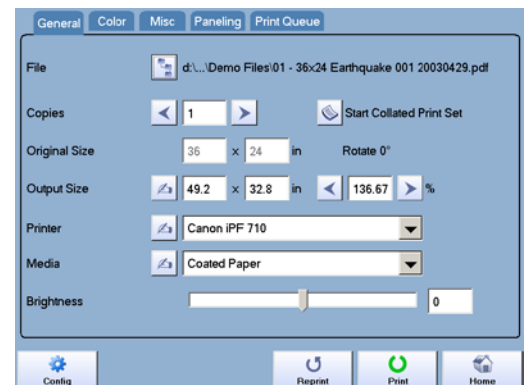 General Color Misc Paneling Print Queue
File d:\...\Demo Files\01 - 36x24 Earthquake 001 20030429.pdf
Copies 1 Start Collated Print Set
Original Size 36 x 24 in Rotate 0°
Output Size 49.2 x 32.8 in 136.67 %
Printer Canon iPF 710
Media Coated Paper
Brightness 0
Config Reprint Print Home